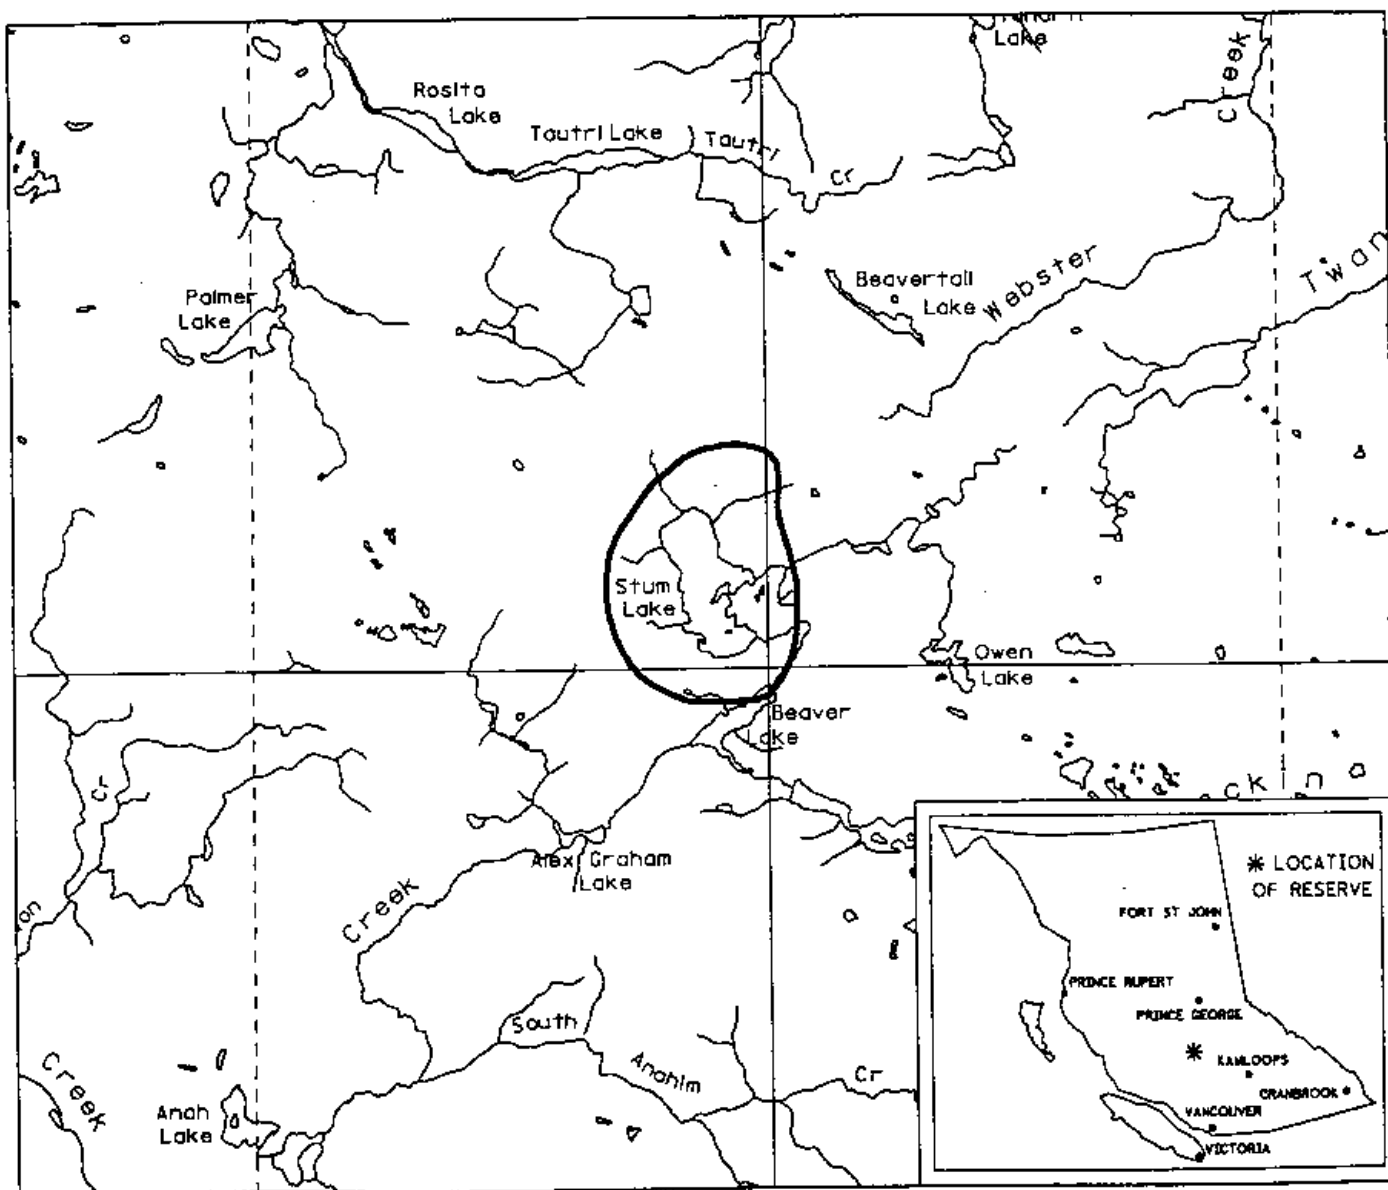 Lake
Creek
Rosita
Lake
Tautri Lake
Tautri
Cr
Palmer
Lake
Beavertail
Lake
Webster
Twan
Stum
Lake
Owen
Lake
Beaver
Lake
Cr
Alex Graham
Lake
Creek
on
South
Anahim
Cr
Creek
Anah
Lake
ck n
* LOCATION
OF RESERVE
FORT ST JOHN
PRINCE RUPERT
PRINCE GEORGE
KAMLOOPS
CRANBROOK
VANCOUVER
VICTORIA